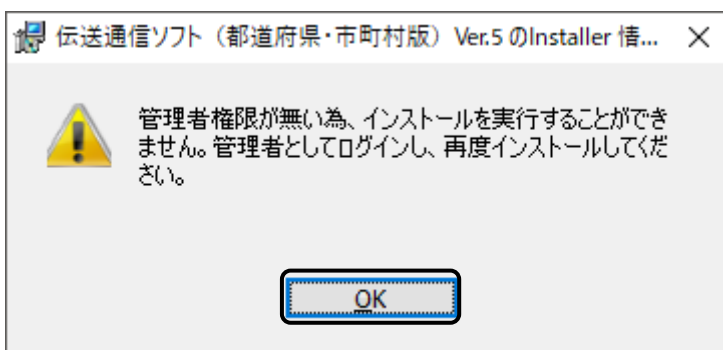 伝送通信ソフト（都道府県・市町村版）Ver.5 のInstaller 情...
管理者権限が無い為、インストールを実行することができ
ません。管理者としてログインし、再度インストールしてくだ
さい。
OK